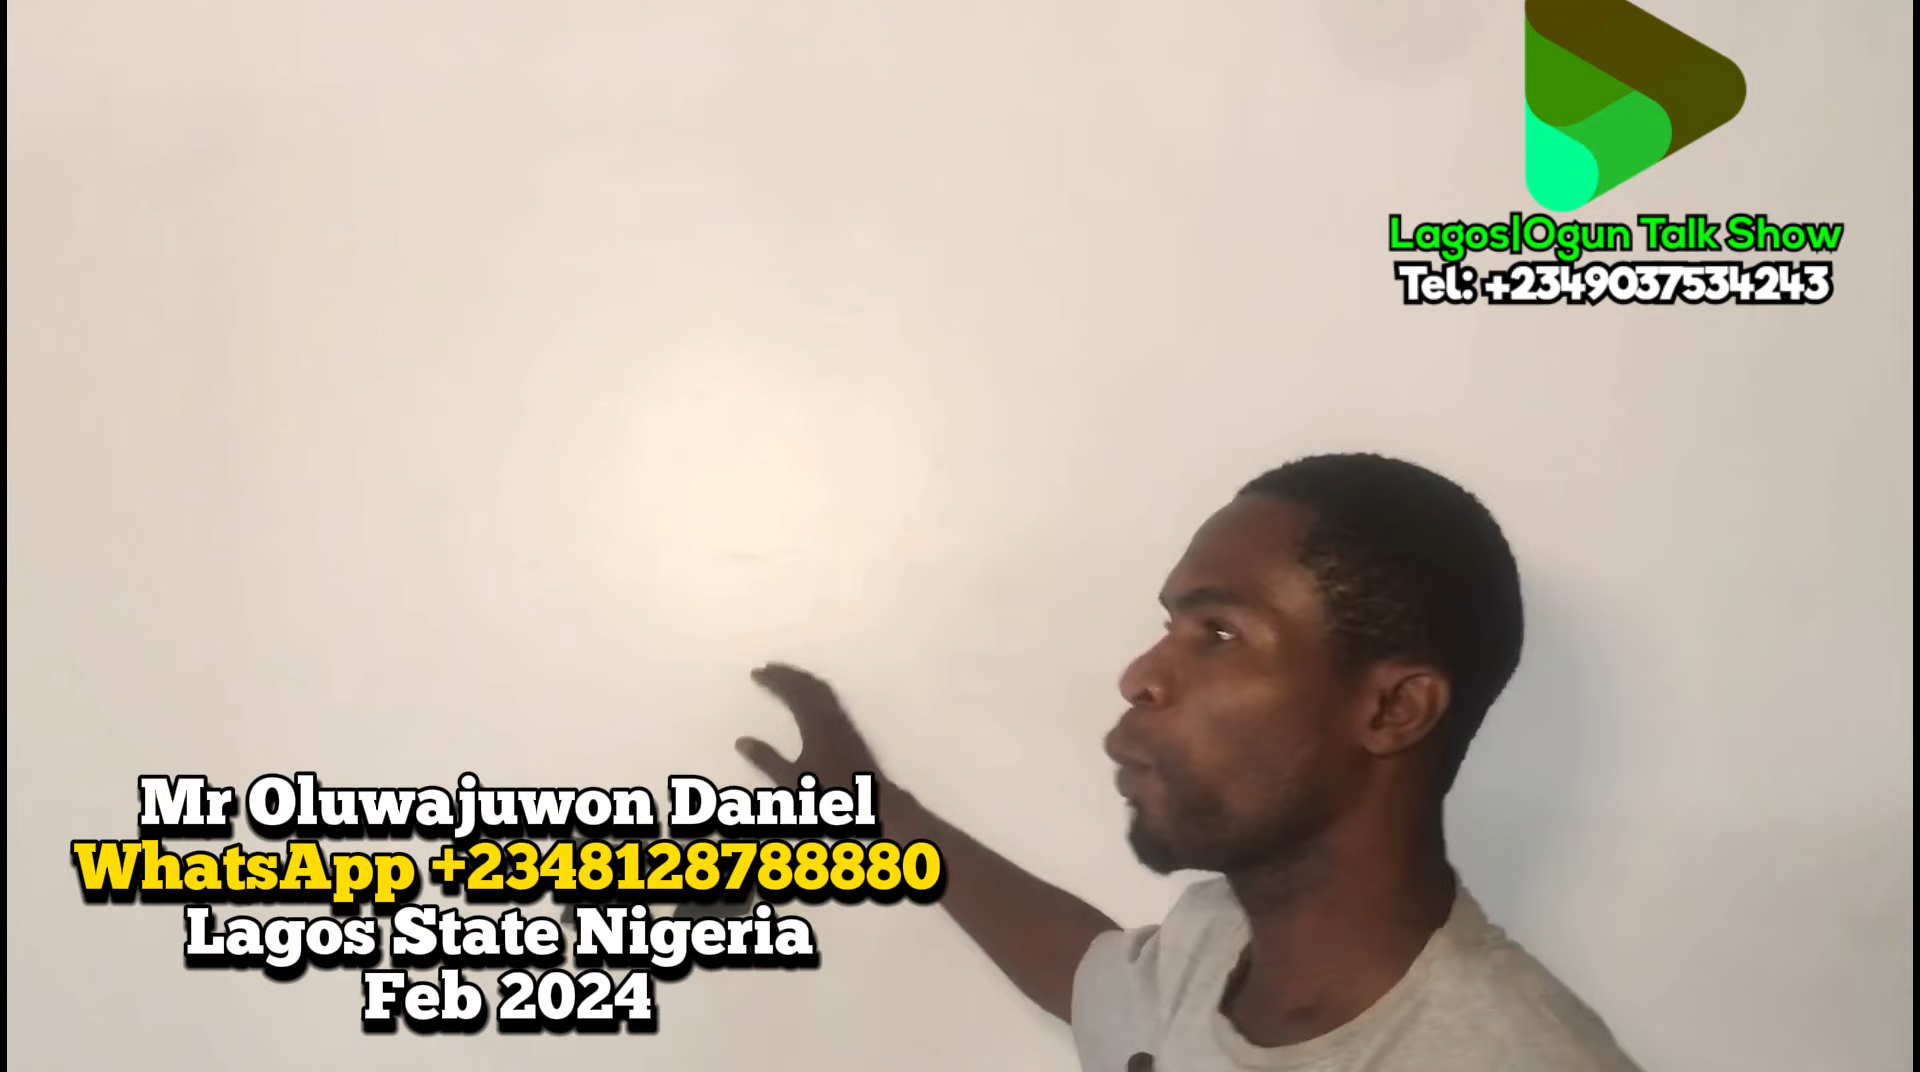 Lagos|Ogun Talk Show
Tel: +2349037534243
Mr Oluwajuwon Daniel
WhatsApp +2348128788880
Lagos State Nigeria
Feb 2024